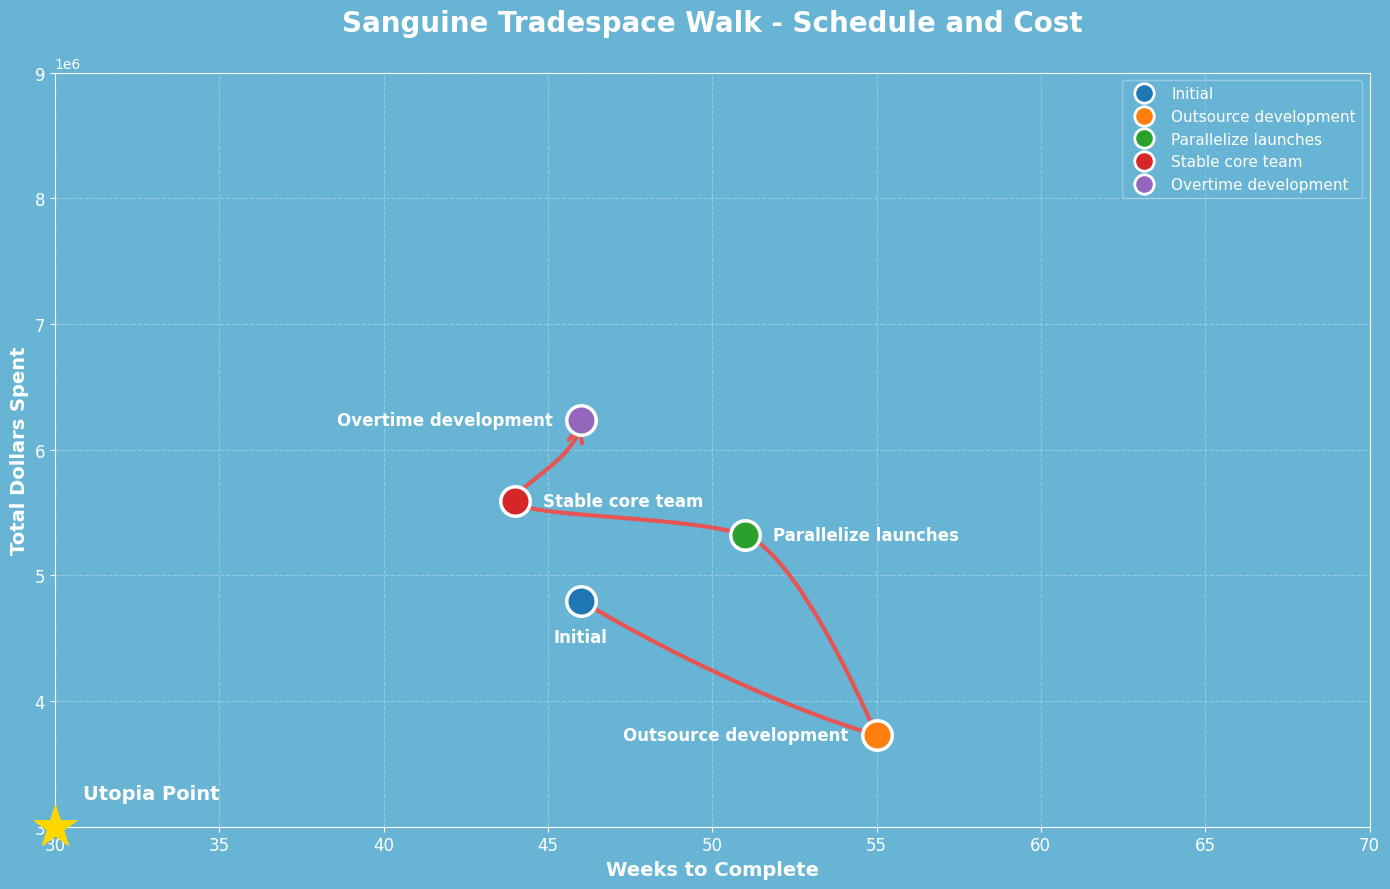 Sanguine Tradespace Walk - Schedule and Cost
1e6
9
8
7
6
5
4
3
Total Dollars Spent
Initial
Outsource development
Parallelize launches
Stable core team
Overtime development
Overtime development
Stable core team
Parallelize launches
Initial
Outsource development
Utopia Point
30 35 40 45 50 55 60 65 70
Weeks to Complete